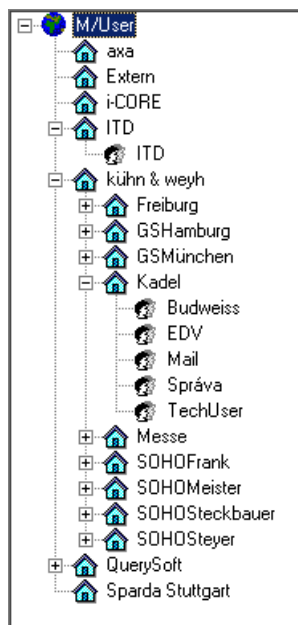 M/User
axa
Extern
i-CORE
ITD
ITD
kühn & weyh
Freiburg
GSHamburg
GSMünchen
Kadel
Budweiss
EDV
Mail
Správa
TechUser
Messe
SOHOFrank
SOHOMeister
SOHOSteckbauer
SOHOSteyer
QuerySoft
Sparda Stuttgart